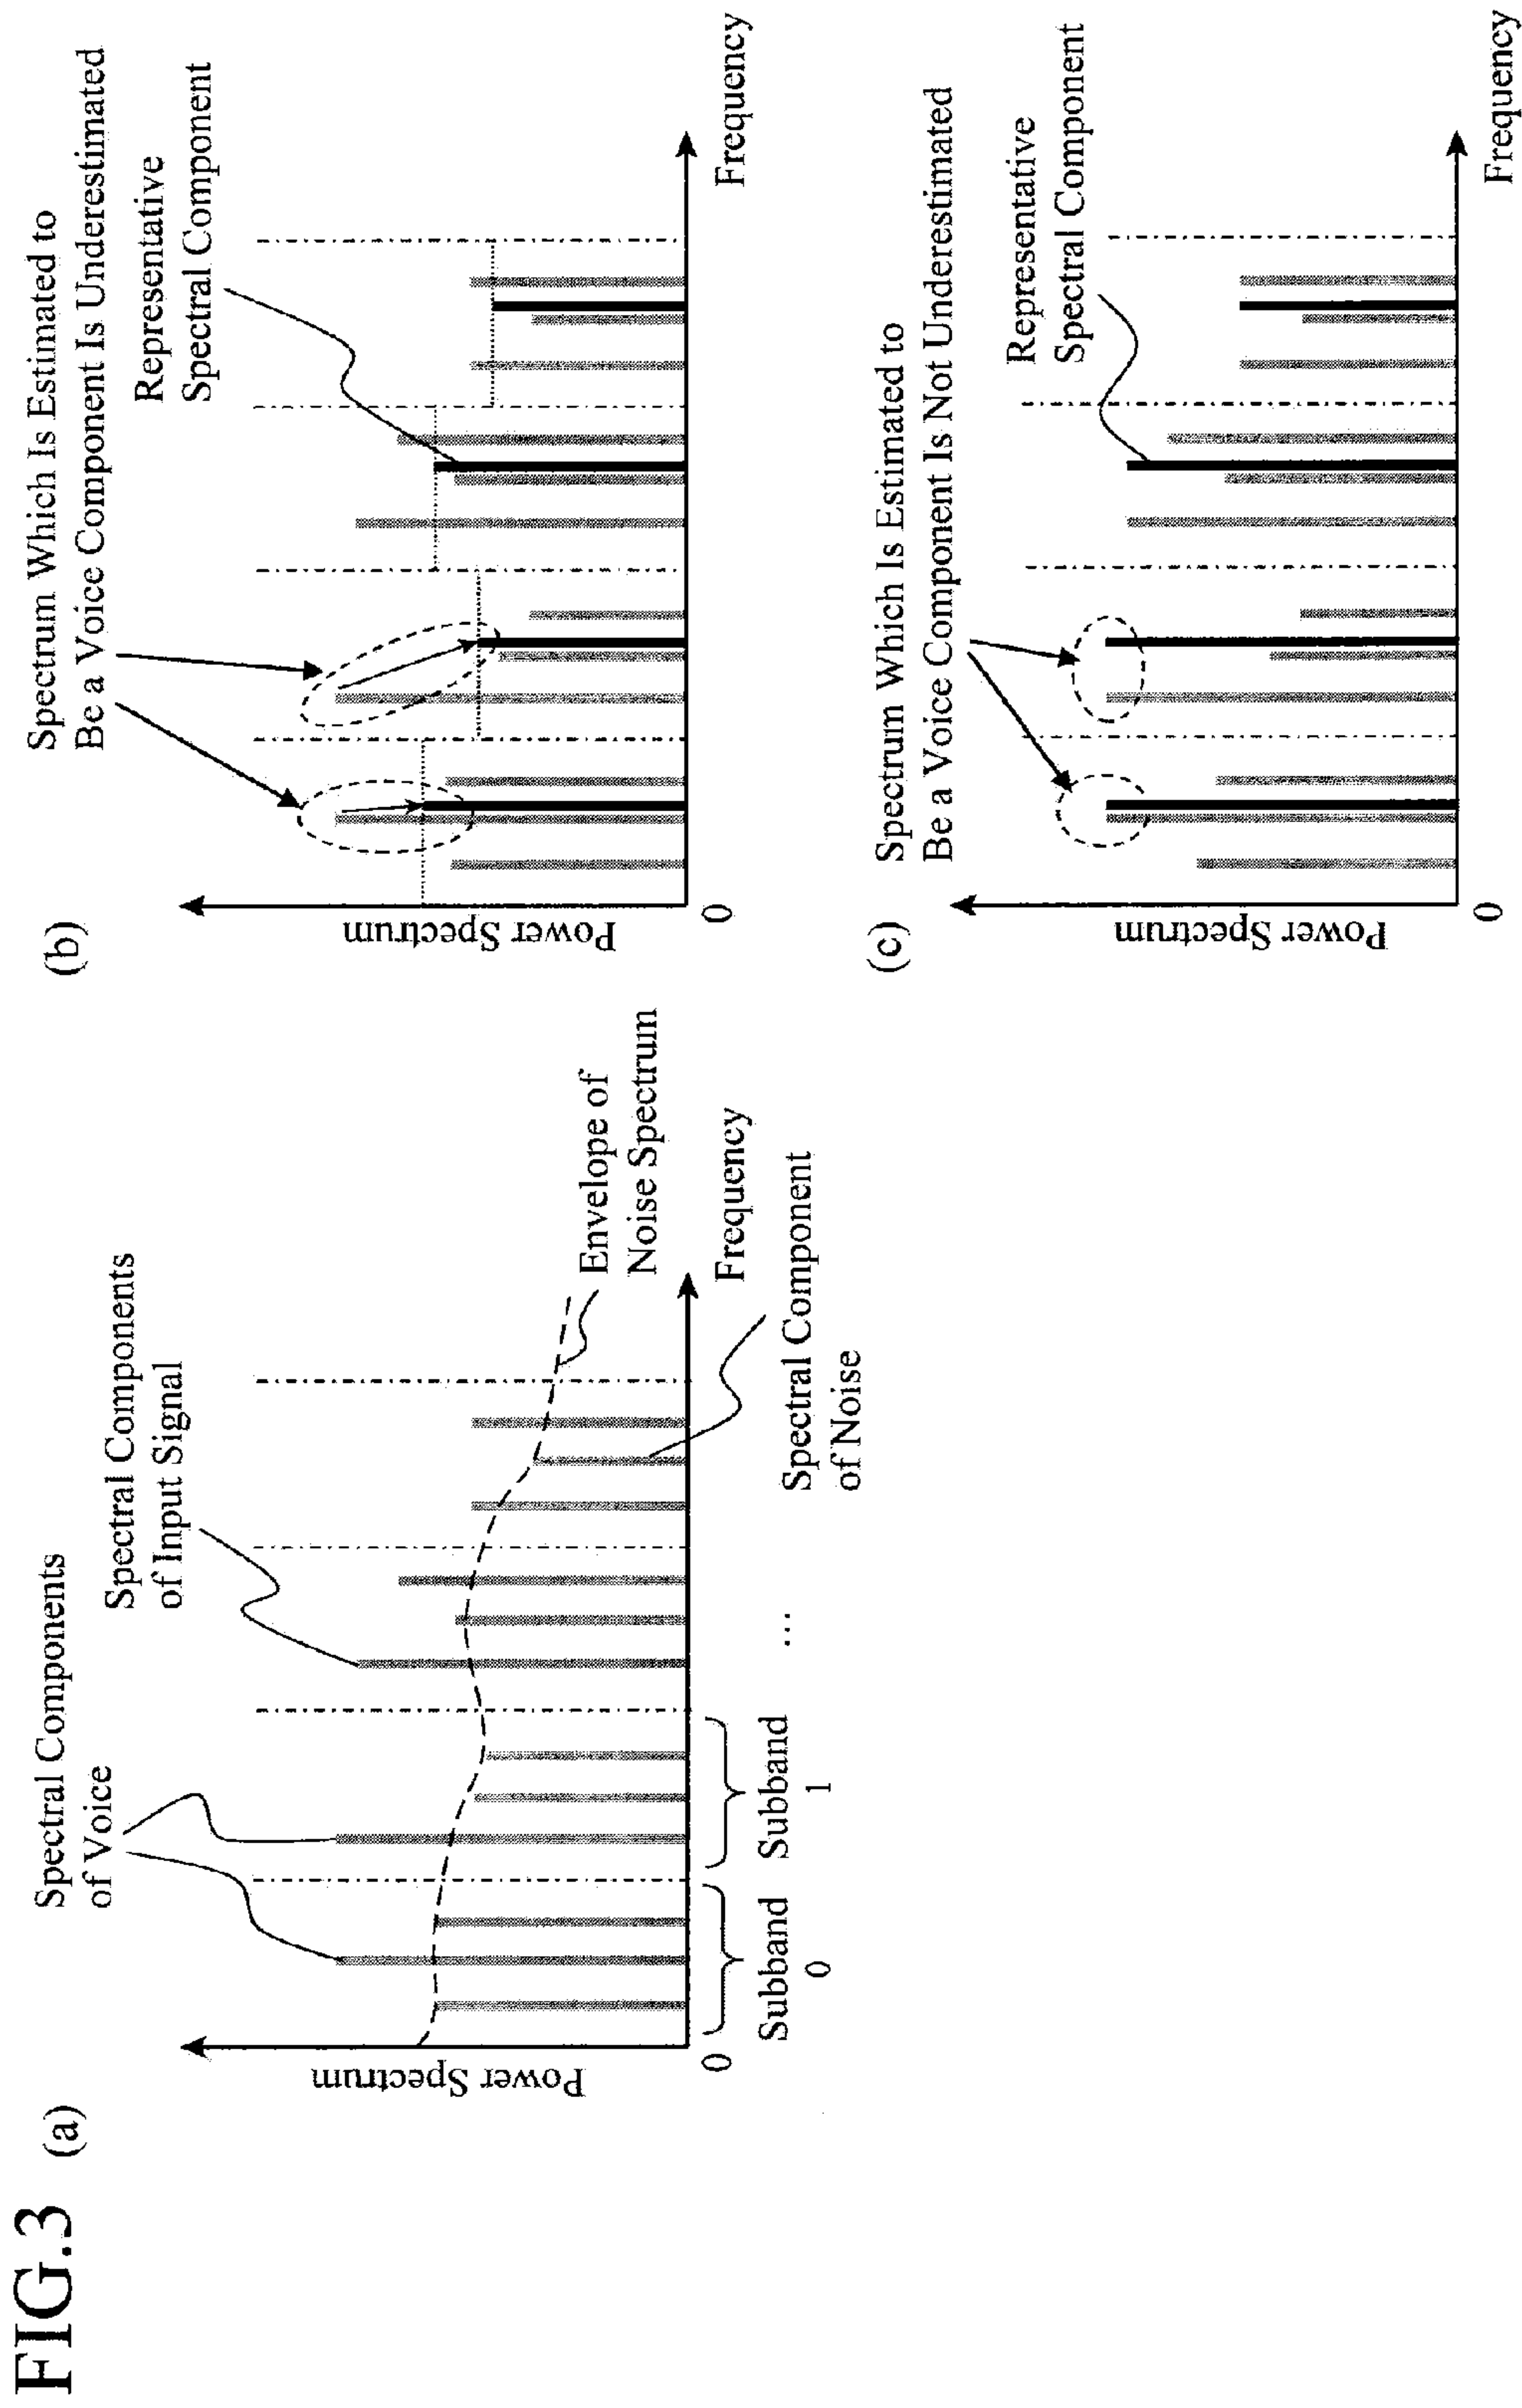 FIG.3
(a)
Spectral Components
of Voice
Spectral Components
of Input Signal
Envelope of
Noise Spectrum
Power Spectrum
0
Frequency
Subband
0
Subband
1
...
Spectral Component
of Noise
(b)
Spectrum Which Is Estimated to
Be a Voice Component Is Underestimated
Representative
Spectral Component
Power Spectrum
0
Frequency
(c)
Spectrum Which Is Estimated to
Be a Voice Component Is Not Underestimated
Representative
Spectral Component
Power Spectrum
0
Frequency